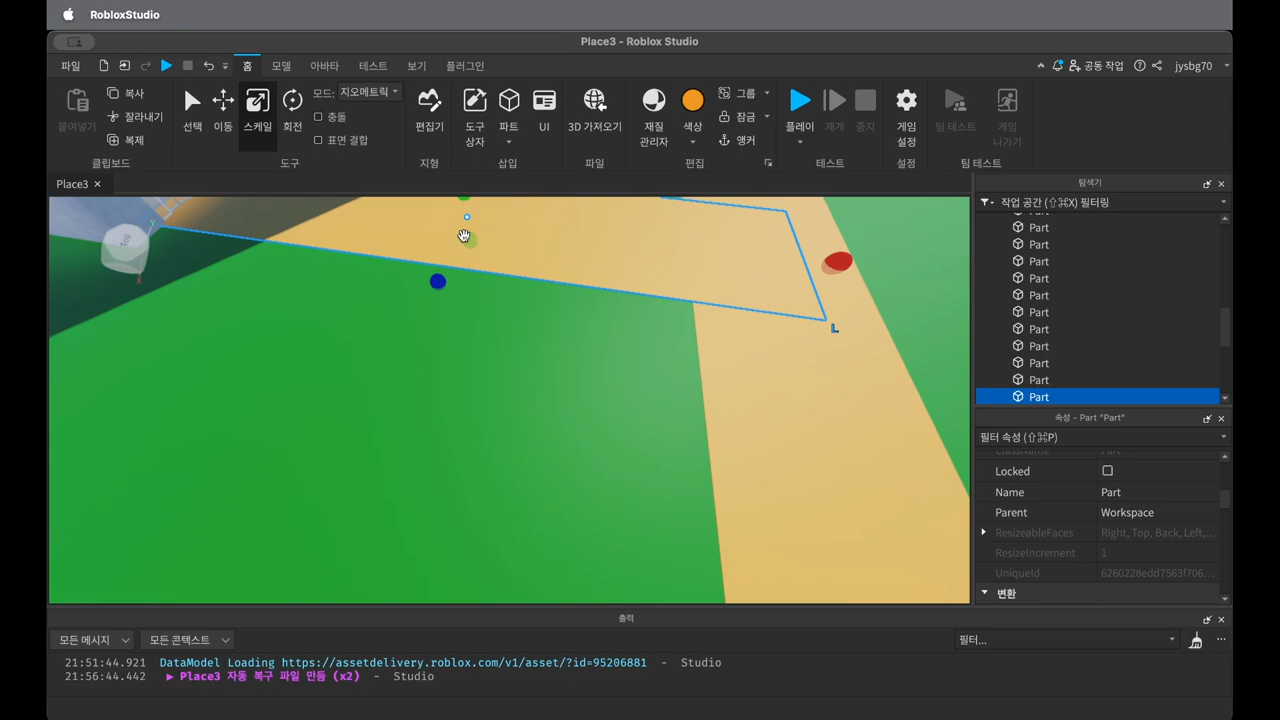 RobloxStudio
Place3 - Roblox Studio
파일 홈 모델 아바타 테스트 보기 플러그인 공동 작업 jysbg70
붙여넣기 복사 잘라내기 복제 클립보드
선택 이동 스케일 회전 모드: 지오메트릭 충돌 표면 결합 도구
편집기 지형
도구 상자 파트 UI 삽입
3D 가져오기 파일
재질 관리자 색상 그룹 잠금 앵커 편집
플레이 재개 중지 테스트
게임 설정 설정
팀 테스트 게임 나가기 팀 테스트
Place3
Top
Y
X
L
탐색기
작업 공간 (⇧⌘X) 필터링
Part
Part
Part
Part
Part
Part
Part
Part
Part
Part
Part
Part
속성 - Part "Part"
필터 속성 (⇧⌘P)
ClassName Part
Locked
Name Part
Parent Workspace
ResizeableFaces Right, Top, Back, Left,...
ResizeIncrement 1
UniqueId 6260228edd7563f706...
변환
출력
모든 메시지 모든 콘텍스트 필터...
21:51:44.921 DataModel Loading https://assetdelivery.roblox.com/v1/asset/?id=95206881 - Studio
21:56:44.442 ▶ Place3 자동 복구 파일 만듬 (x2) - Studio